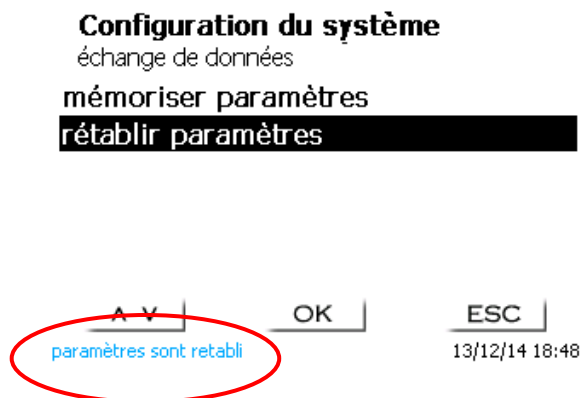 Configuration du système
échange de données
mémoriser paramètres
rétablir paramètres
∧ ∨ OK ESC
paramètres sont retabli 13/12/14 18:48